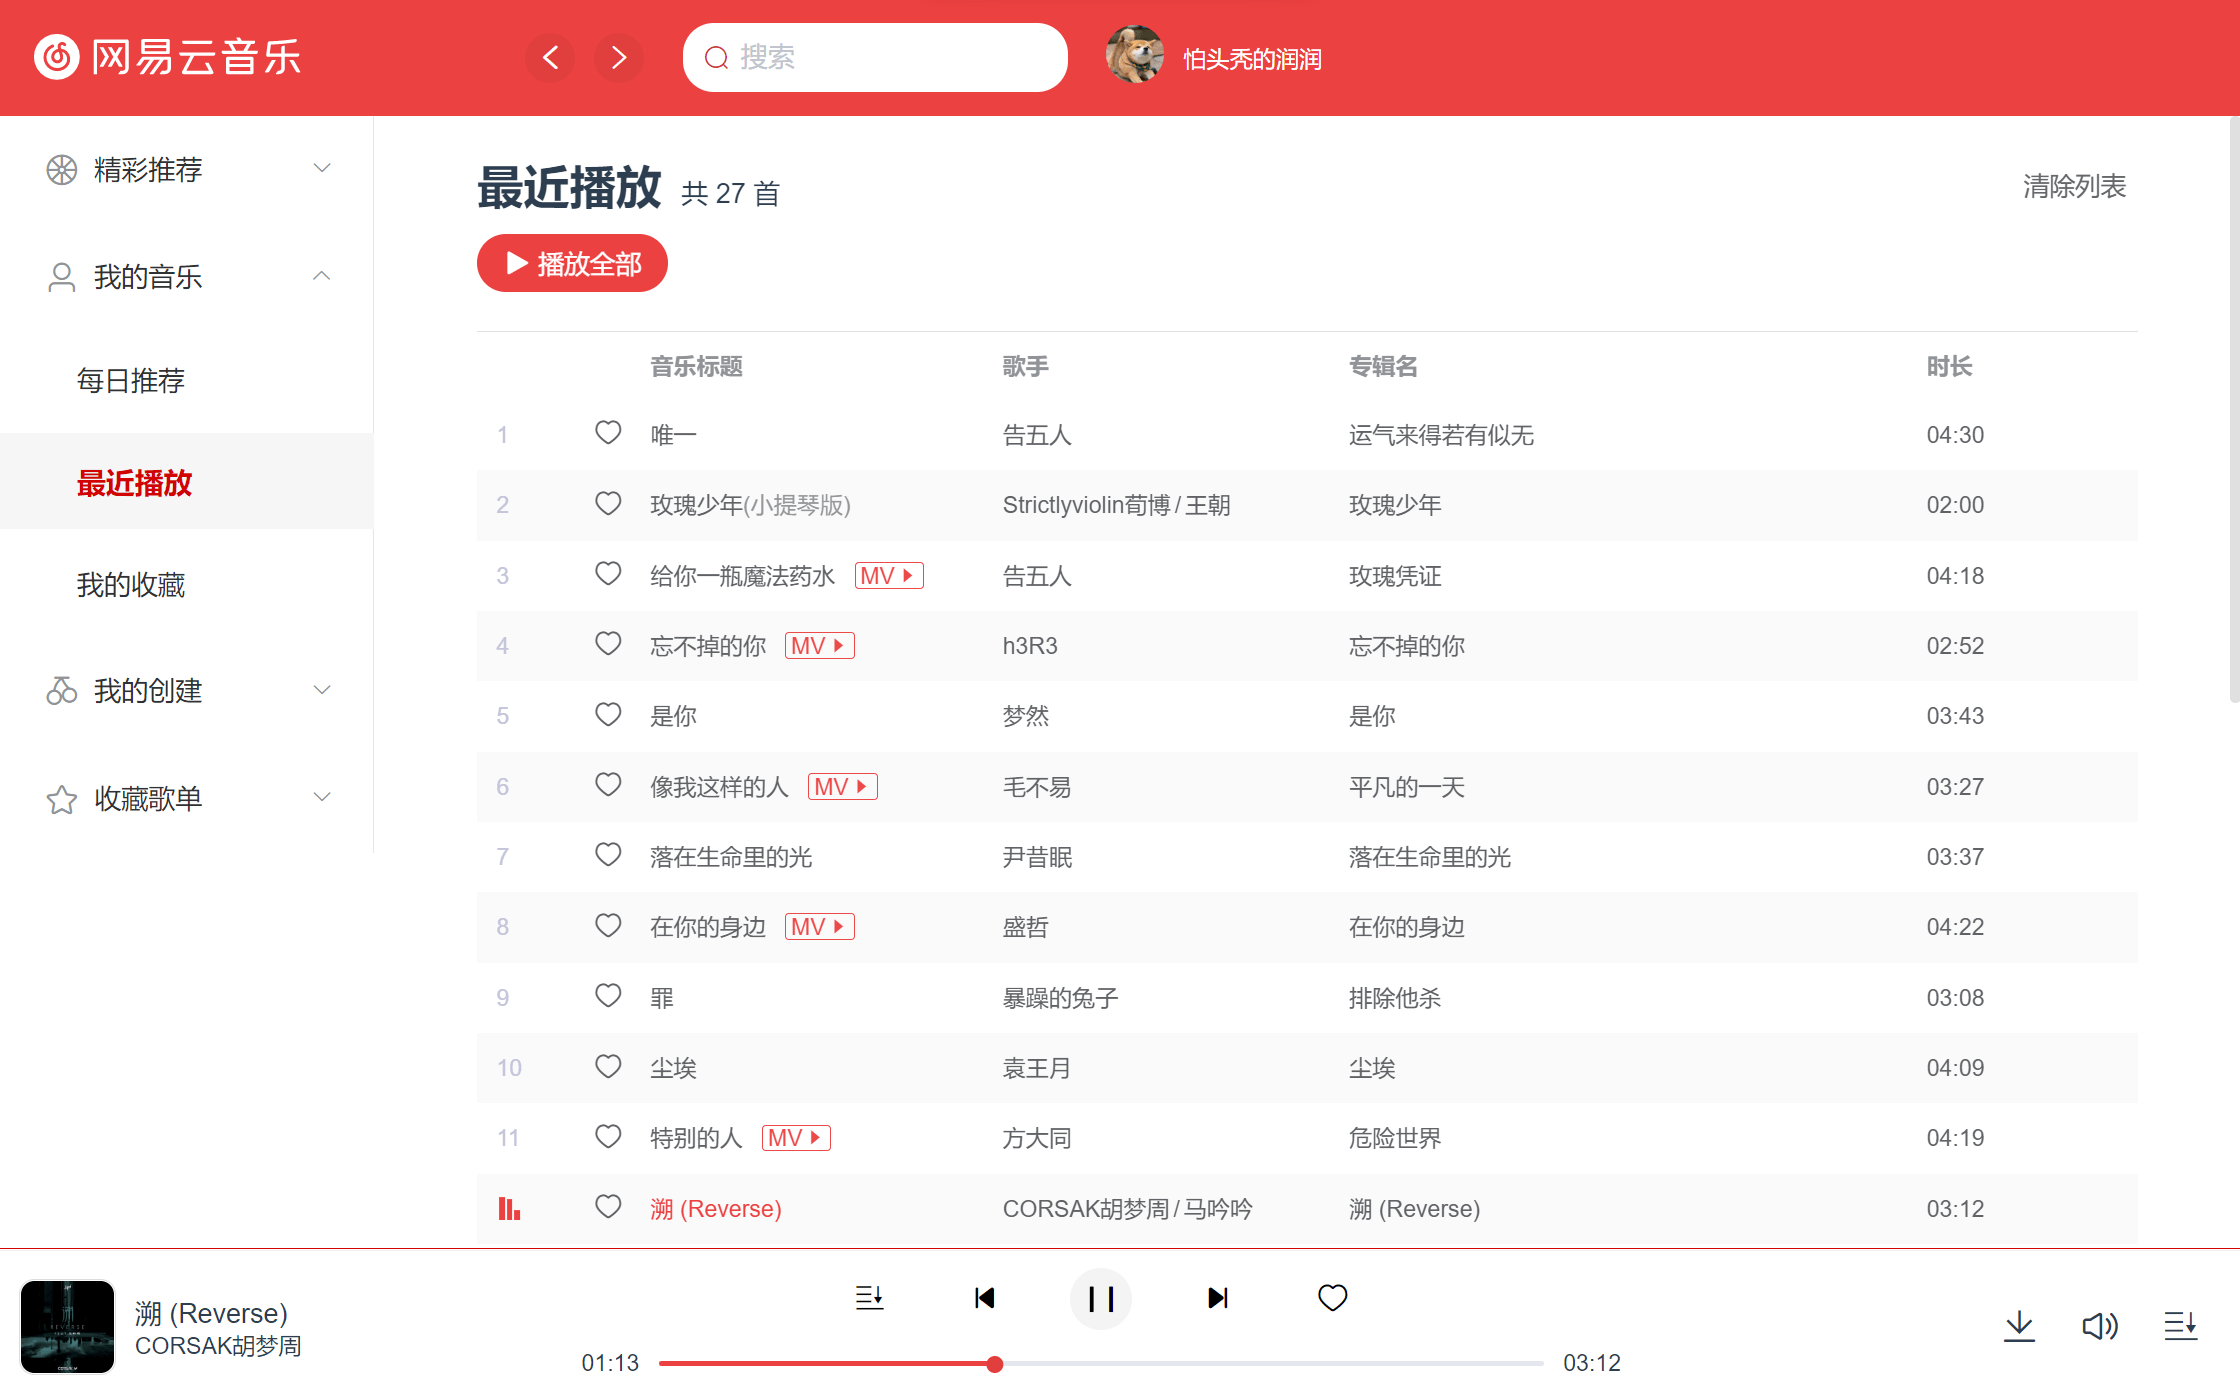 网易云音乐
搜索
怕头秃的润润
精彩推荐
我的音乐
每日推荐
最近播放
我的收藏
我的创建
收藏歌单
最近播放 共 27 首
清除列表
播放全部
音乐标题 歌手 专辑名 时长
1 唯一 告五人 运气来得若有似无 04:30
2 玫瑰少年(小提琴版) Strictlyviolin荀博 / 王朝 玫瑰少年 02:00
3 给你一瓶魔法药水 MV 告五人 玫瑰凭证 04:18
4 忘不掉的你 MV h3R3 忘不掉的你 02:52
5 是你 梦然 是你 03:43
6 像我这样的人 MV 毛不易 平凡的一天 03:27
7 落在生命里的光 尹昔眠 落在生命里的光 03:37
8 在你的身边 MV 盛哲 在你的身边 04:22
9 罪 暴躁的兔子 排除他杀 03:08
10 尘埃 袁王月 尘埃 04:09
11 特别的人 MV 方大同 危险世界 04:19
溯 (Reverse) CORSAK胡梦周 / 马吟吟 溯 (Reverse) 03:12
REVERSE
溯 (Reverse)
CORSAK胡梦周
01:13
03:12